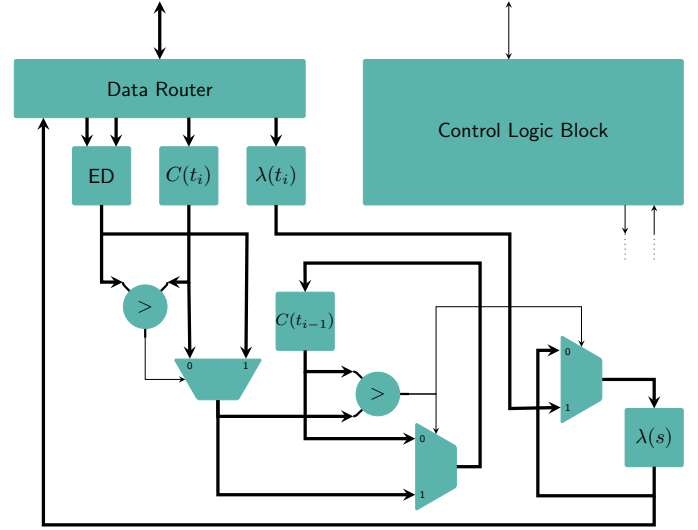 Data Router
Control Logic Block
ED
C(t_i)
λ(t_i)
>
C(t_{i−1})
0 1
0
>
1
0
1
λ(s)